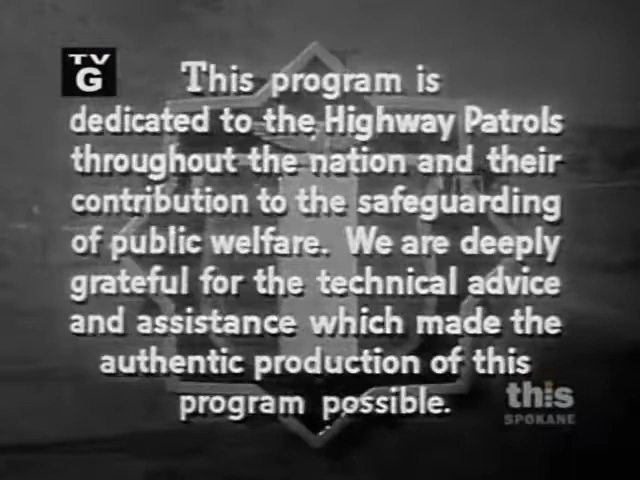 TV
G
This program is
dedicated to the Highway Patrols
throughout the nation and their
contribution to the safeguarding
of public welfare. We are deeply
grateful for the technical advice
and assistance which made the
authentic production of this
program possible.
this
SPOKANE